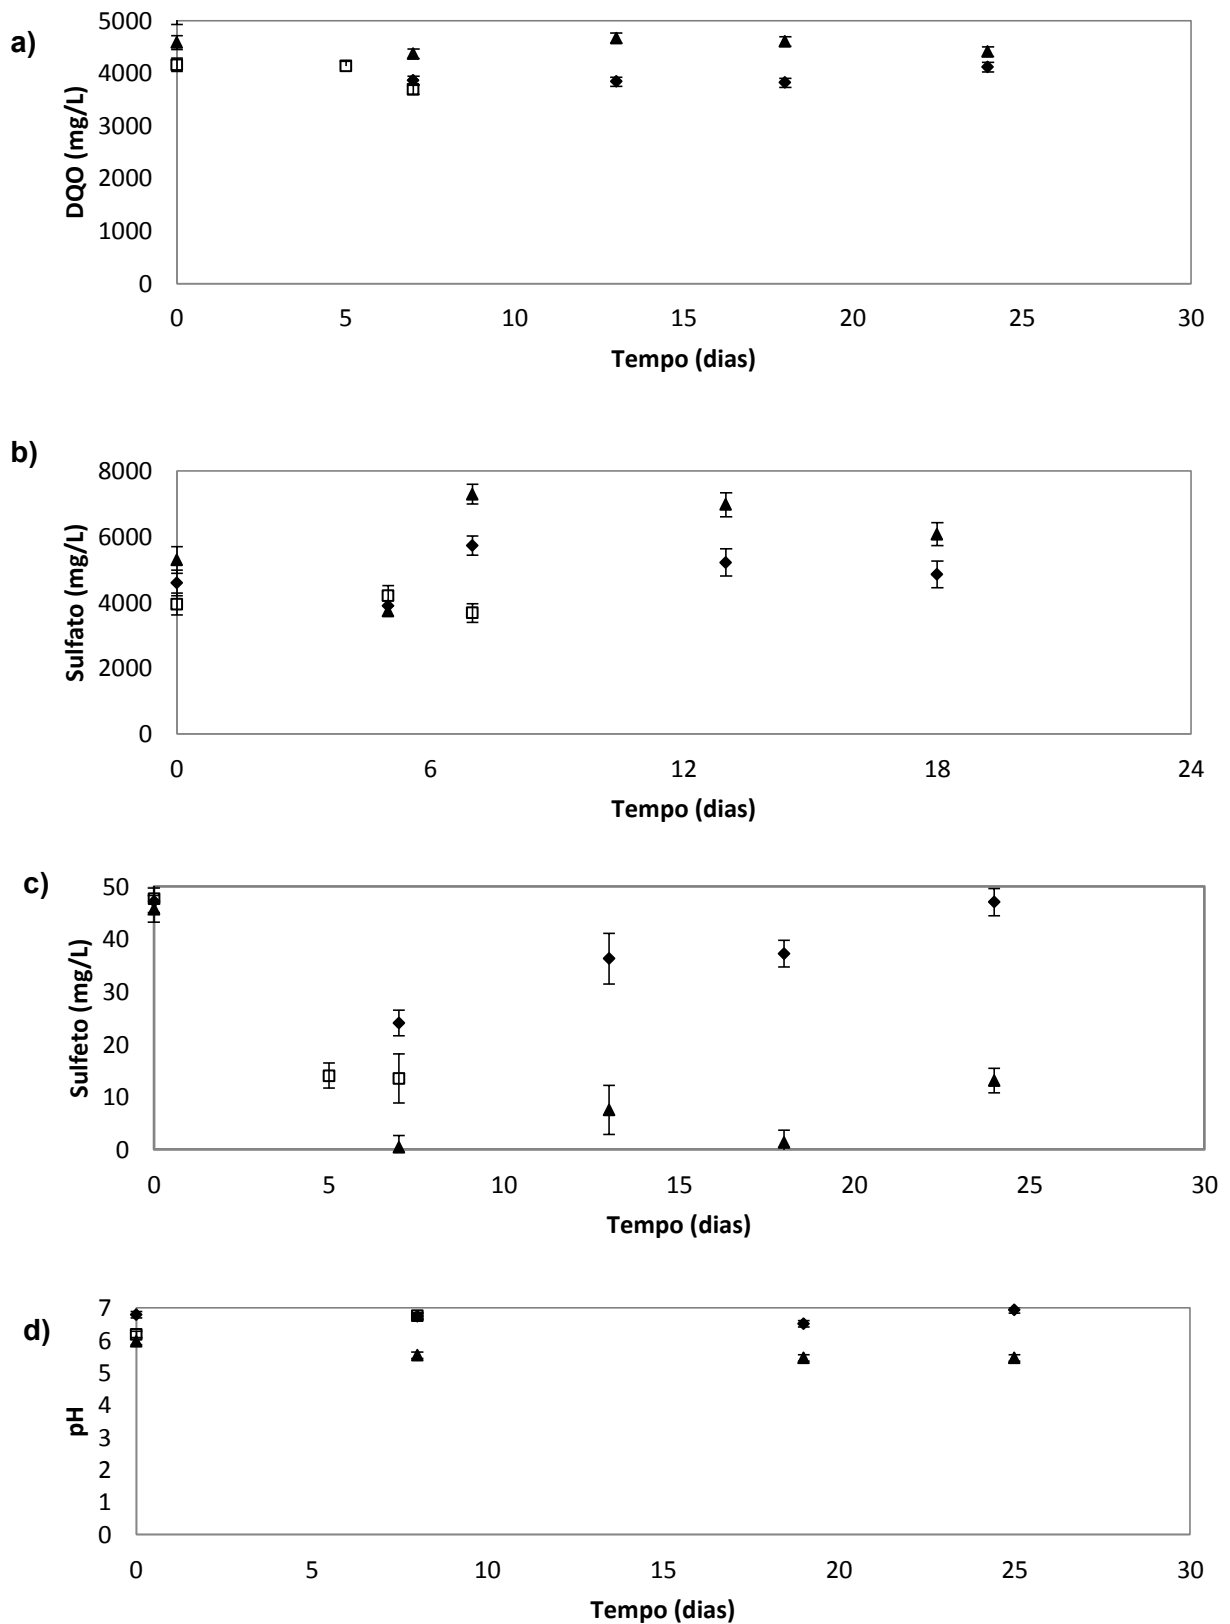 a)
DQO (mg/L)
5000
4000
3000
2000
1000
0
0 5 10 15 20 25 30
Tempo (dias)
b)
Sulfato (mg/L)
8000
6000
4000
2000
0
0 6 12 18 24
Tempo (dias)
c)
Sulfeto (mg/L)
50
40
30
20
10
0
0 5 10 15 20 25 30
Tempo (dias)
d)
pH
7
6
5
4
3
2
1
0
0 5 10 15 20 25 30
Tempo (dias)